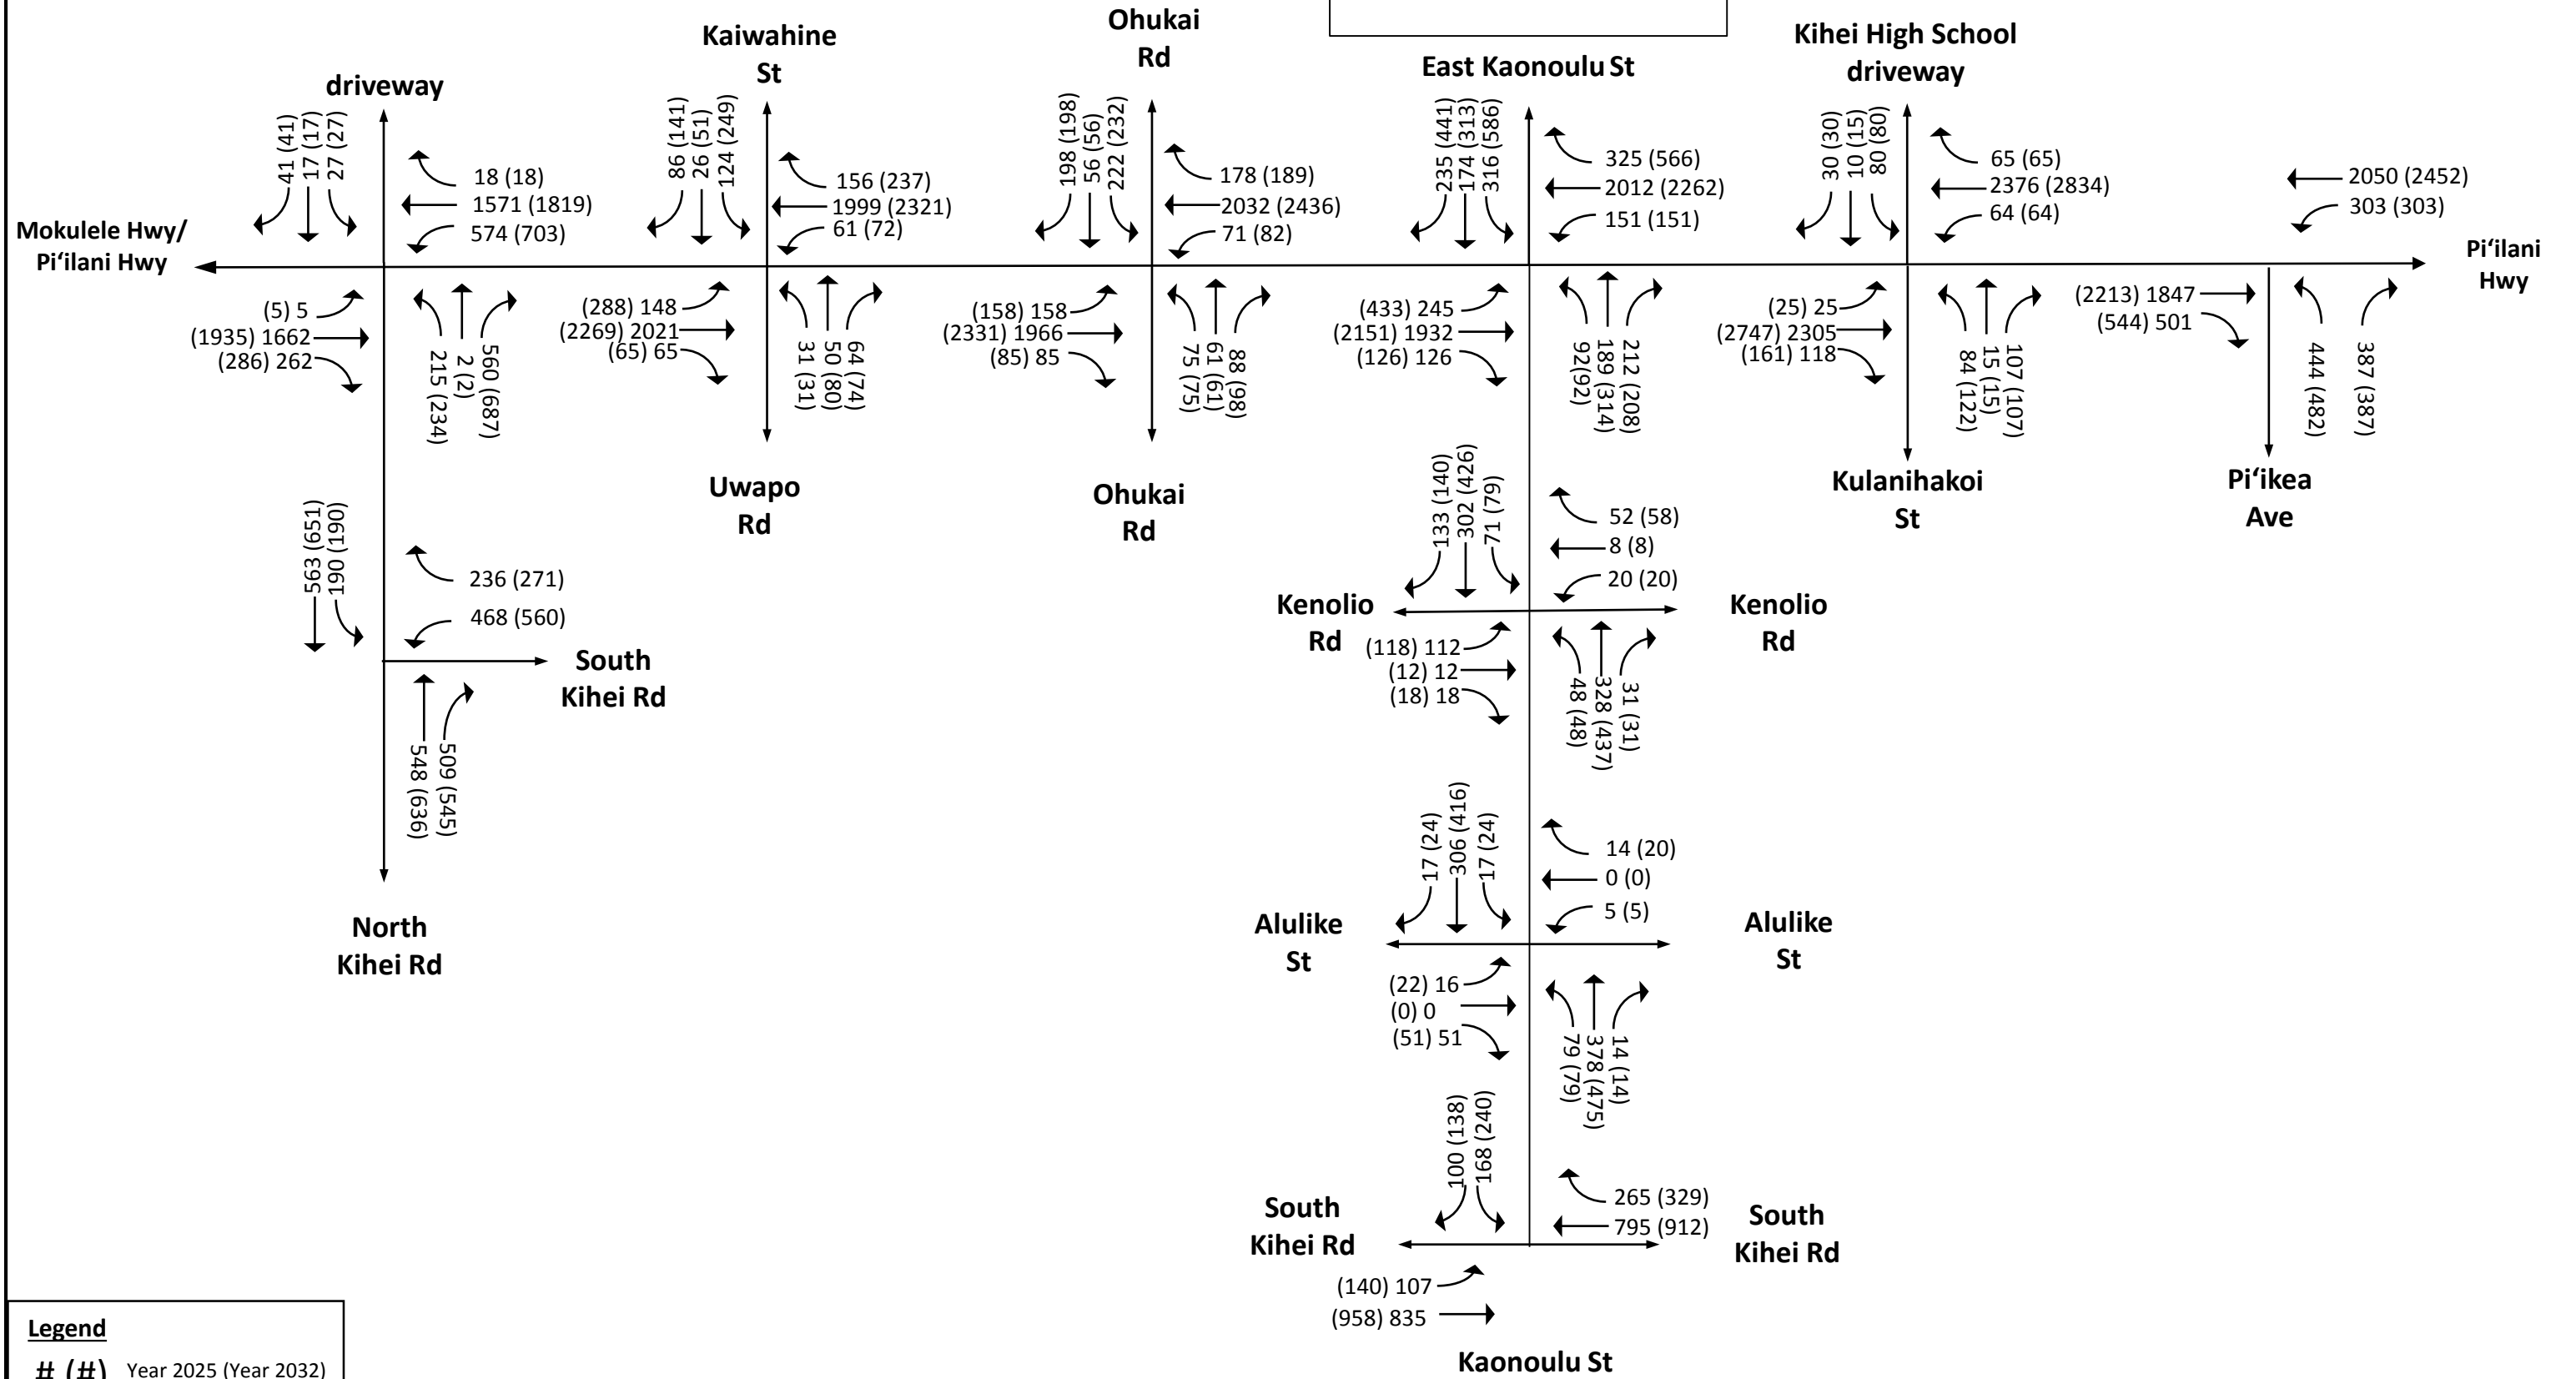 driveway
41 (41)
17 (17)
27 (27)
18 (18)
1571 (1819)
574 (703)
Mokulele Hwy/
Pi‘ilani Hwy
(5) 5
(1935) 1662
(286) 262
215 (234)
2 (2)
560 (687)
Kaiwahine
St
86 (141)
26 (51)
124 (249)
156 (237)
1999 (2321)
61 (72)
(288) 148
(2269) 2021
(65) 65
31 (31)
50 (80)
64 (74)
Uwapo
Rd
Ohukai
Rd
198 (198)
56 (56)
222 (232)
178 (189)
2032 (2436)
71 (82)
(158) 158
(2331) 1966
(85) 85
75 (75)
61 (61)
88 (98)
Ohukai
Rd
East Kaonoulu St
235 (441)
174 (313)
316 (586)
325 (566)
2012 (2262)
151 (151)
(433) 245
(2151) 1932
(126) 126
92(92)
189 (314)
212 (208)
Kihei High School
driveway
30 (30)
10 (15)
80 (80)
65 (65)
2376 (2834)
64 (64)
(25) 25
(2747) 2305
(161) 118
84 (122)
15 (15)
107 (107)
Kulanihakoi
St
2050 (2452)
303 (303)
Pi‘ilani
Hwy
(2213) 1847
(544) 501
444 (482)
387 (387)
Pi‘ikea
Ave
563 (651)
190 (190)
236 (271)
468 (560)
South
Kihei Rd
548 (636)
509 (545)
North
Kihei Rd
133 (140)
302 (426)
71 (79)
52 (58)
8 (8)
20 (20)
Kenolio
Rd
Kenolio
Rd
(118) 112
(12) 12
(18) 18
48 (48)
328 (437)
31 (31)
17 (24)
306 (416)
17 (24)
14 (20)
0 (0)
5 (5)
Alulike
St
Alulike
St
(22) 16
(0) 0
(51) 51
79 (79)
378 (475)
14 (14)
100 (138)
168 (240)
265 (329)
795 (912)
South
Kihei Rd
South
Kihei Rd
(140) 107
(958) 835
Kaonoulu St
Legend
# (#) Year 2025 (Year 2032)